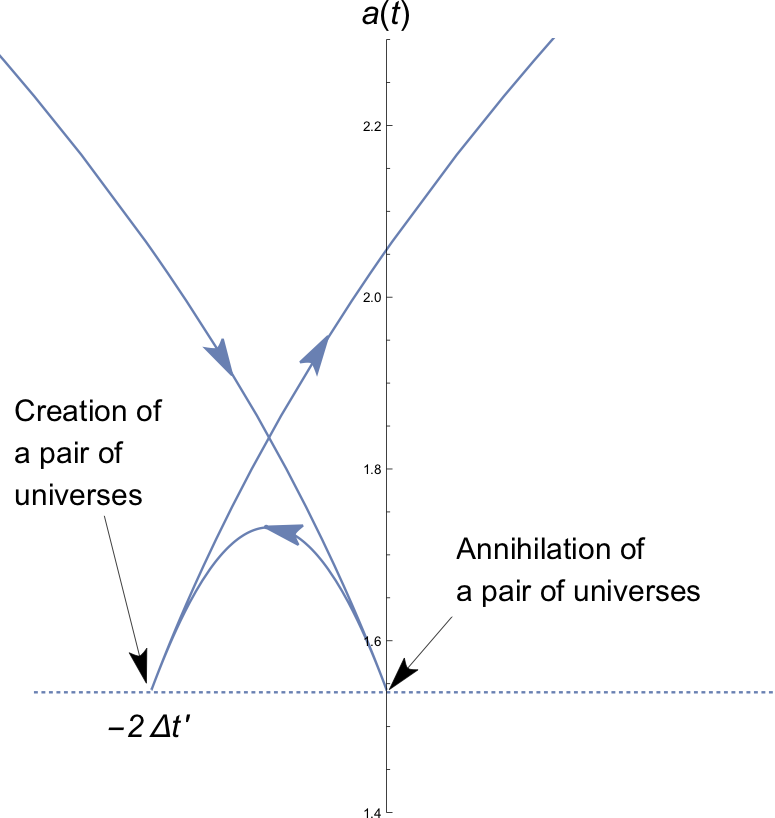 a(t)
2.2
2.0
1.8
1.6
1.4
Creation of
a pair of
universes
Annihilation of
a pair of universes
−2 Δt'